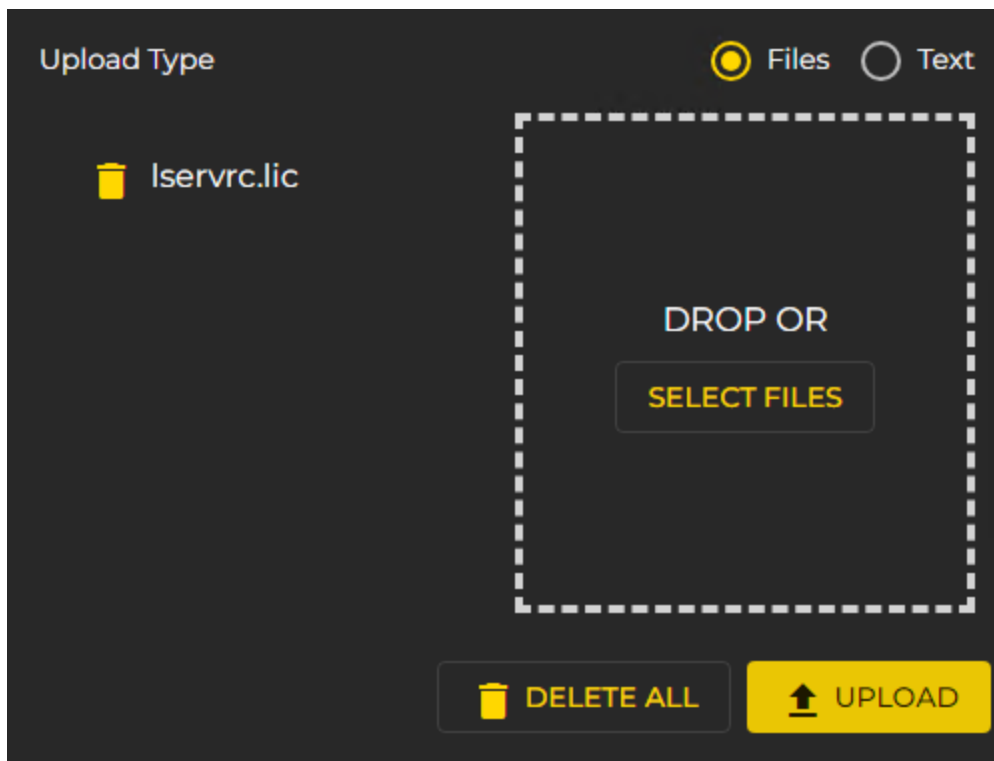 Upload Type
Files
Text
lservrc.lic
DROP OR
SELECT FILES
DELETE ALL
UPLOAD